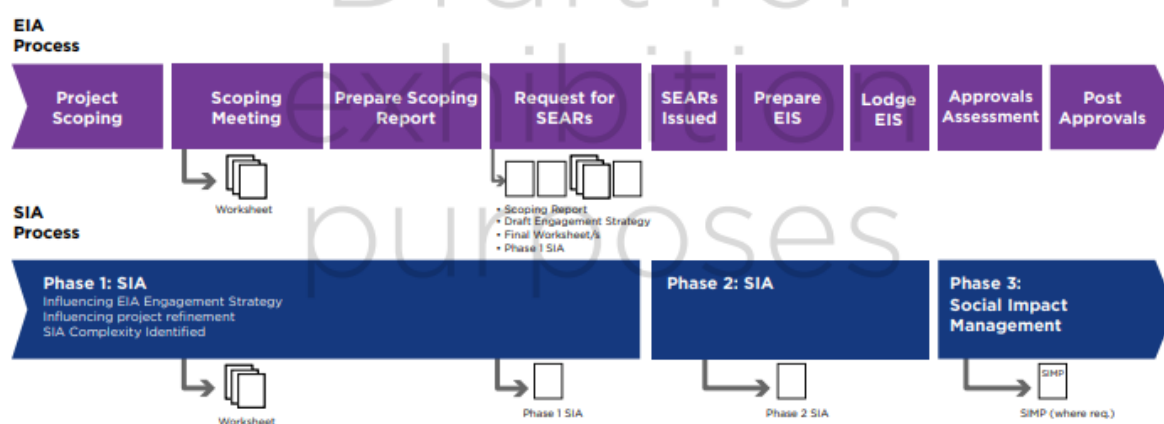 Draft for
exhibition
purposes
EIA
Process
Project
Scoping
Scoping
Meeting
Prepare Scoping
Report
Request for
SEARs
SEARs
Issued
Prepare
EIS
Lodge
EIS
Approvals
Assessment
Post
Approvals
Worksheet
• Scoping Report
• Draft Engagement Strategy
• Final Worksheet/s
• Phase 1 SIA
SIA
Process
Phase 1: SIA
Influencing EIA Engagement Strategy
Influencing project refinement
SIA Complexity Identified
Phase 2: SIA
Phase 3:
Social Impact
Management
Worksheet
Phase 1 SIA
Phase 2 SIA
SIMP
SIMP (where req.)